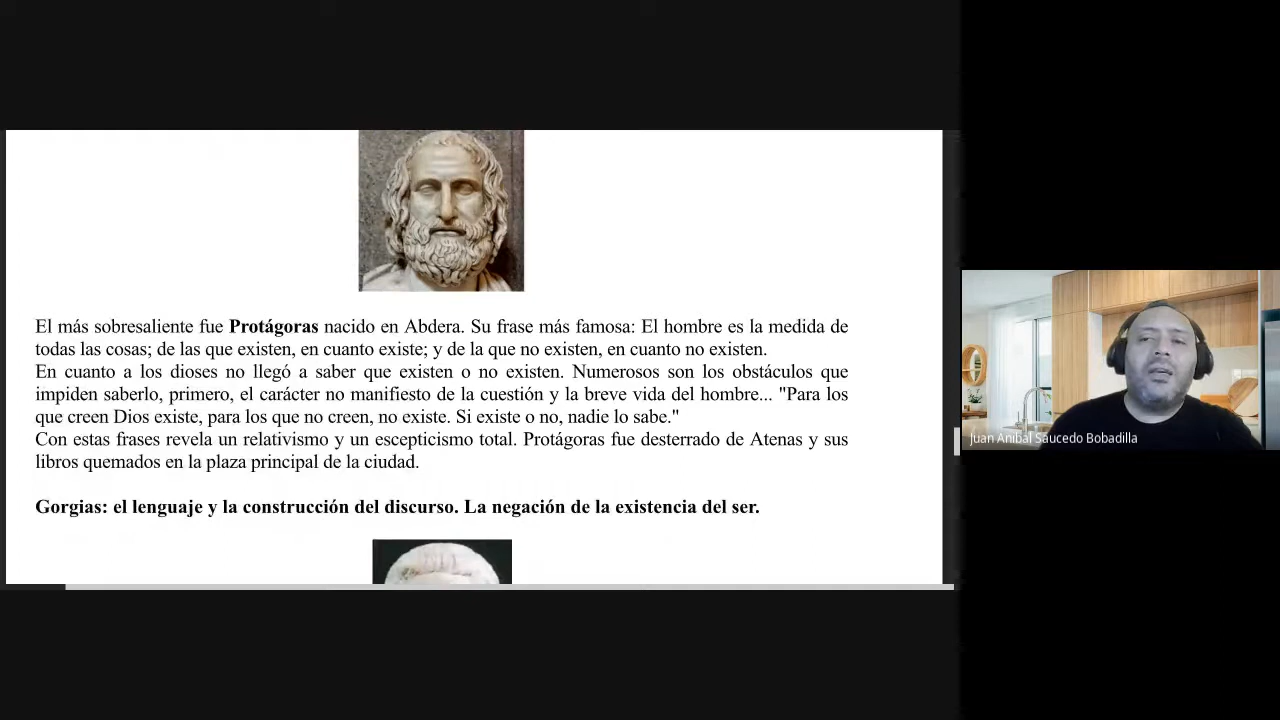 El más sobresaliente fue Protágoras nacido en Abdera. Su frase más famosa: El hombre es la medida de
todas las cosas; de las que existen, en cuanto existe; y de la que no existen, en cuanto no existen.
En cuanto a los dioses no llegó a saber que existen o no existen. Numerosos son los obstáculos que
impiden saberlo, primero, el carácter no manifiesto de la cuestión y la breve vida del hombre... "Para los
que creen Dios existe, para los que no creen, no existe. Si existe o no, nadie lo sabe."
Con estas frases revela un relativismo y un escepticismo total. Protágoras fue desterrado de Atenas y sus
libros quemados en la plaza principal de la ciudad.
Gorgias: el lenguaje y la construcción del discurso. La negación de la existencia del ser.
Juan Anibal Saucedo Bobadilla